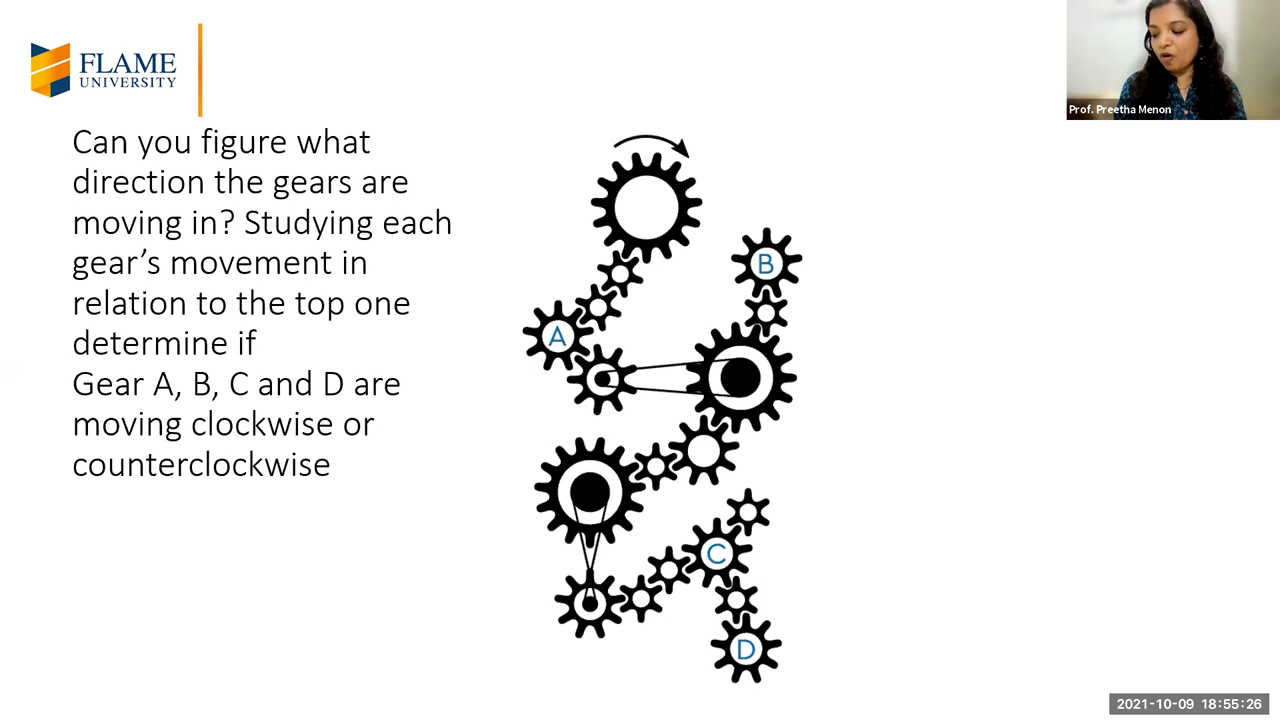 FLAME
UNIVERSITY
Can you figure what
direction the gears are
moving in? Studying each
gear’s movement in
relation to the top one
determine if
Gear A, B, C and D are
moving clockwise or
counterclockwise
B
A
C
D
Prof. Preetha Menon
2021-10-09 18:55:26